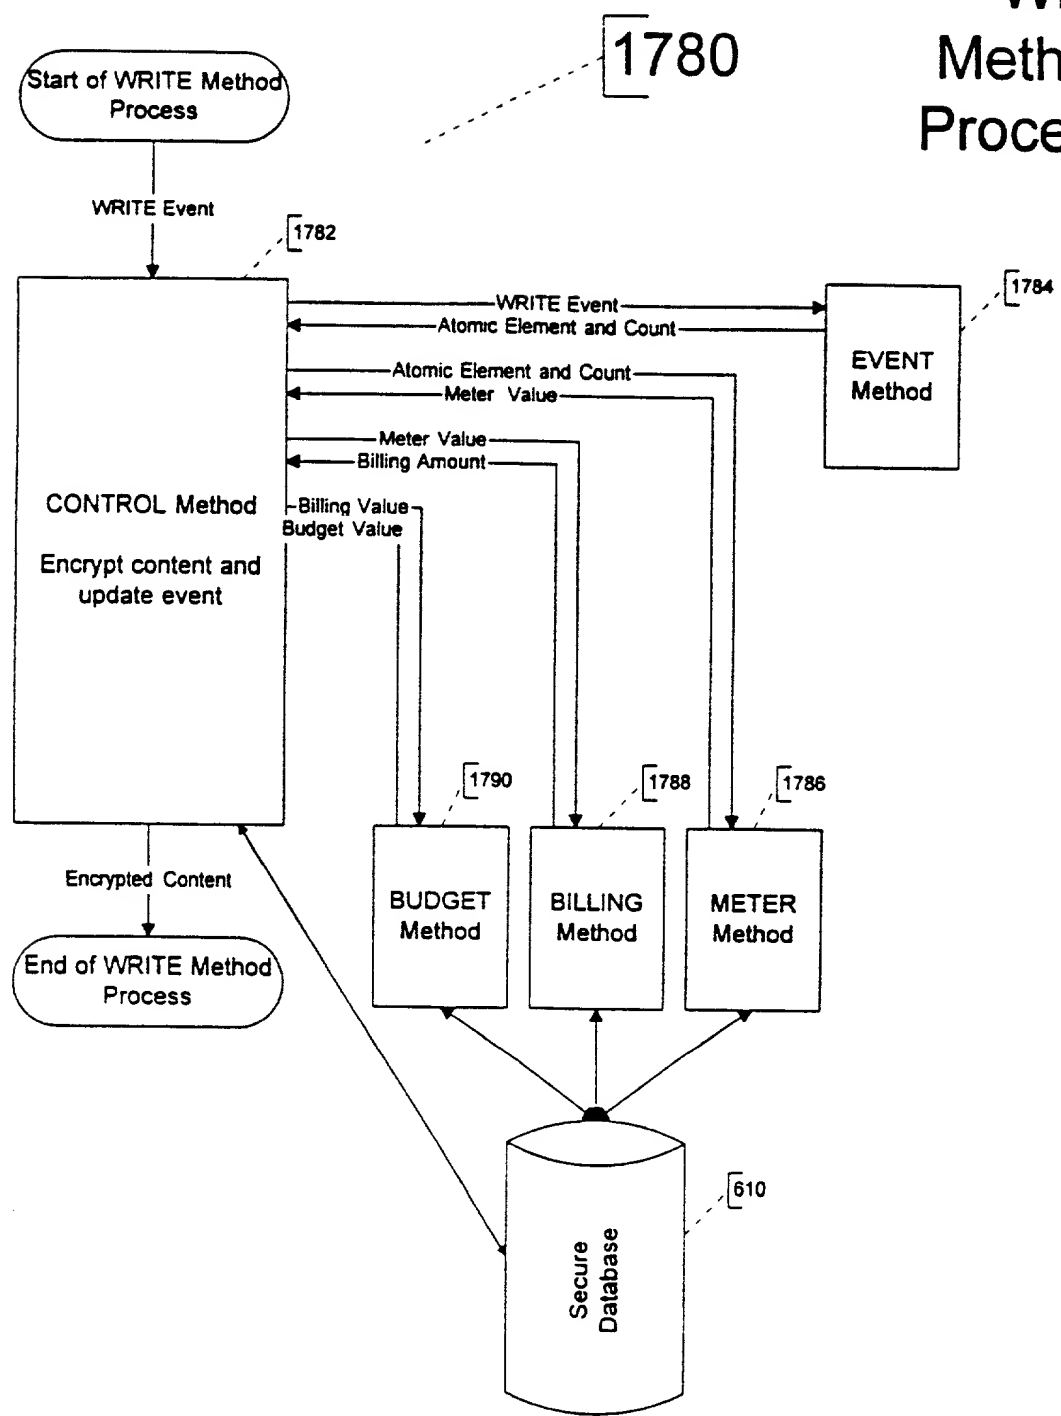 1780
Meth
Proce
Start of WRITE Method
Process
WRITE Event
1782
1784
WRITE Event
Atomic Element and Count
EVENT
Method
Atomic Element and Count
Meter Value
Meter Value
Billing Amount
CONTROL Method
Encrypt content and
update event
Billing Value
Budget Value
1790
1788
1786
Encrypted Content
BUDGET
Method
BILLING
Method
METER
Method
End of WRITE Method
Process
610
Secure
Database